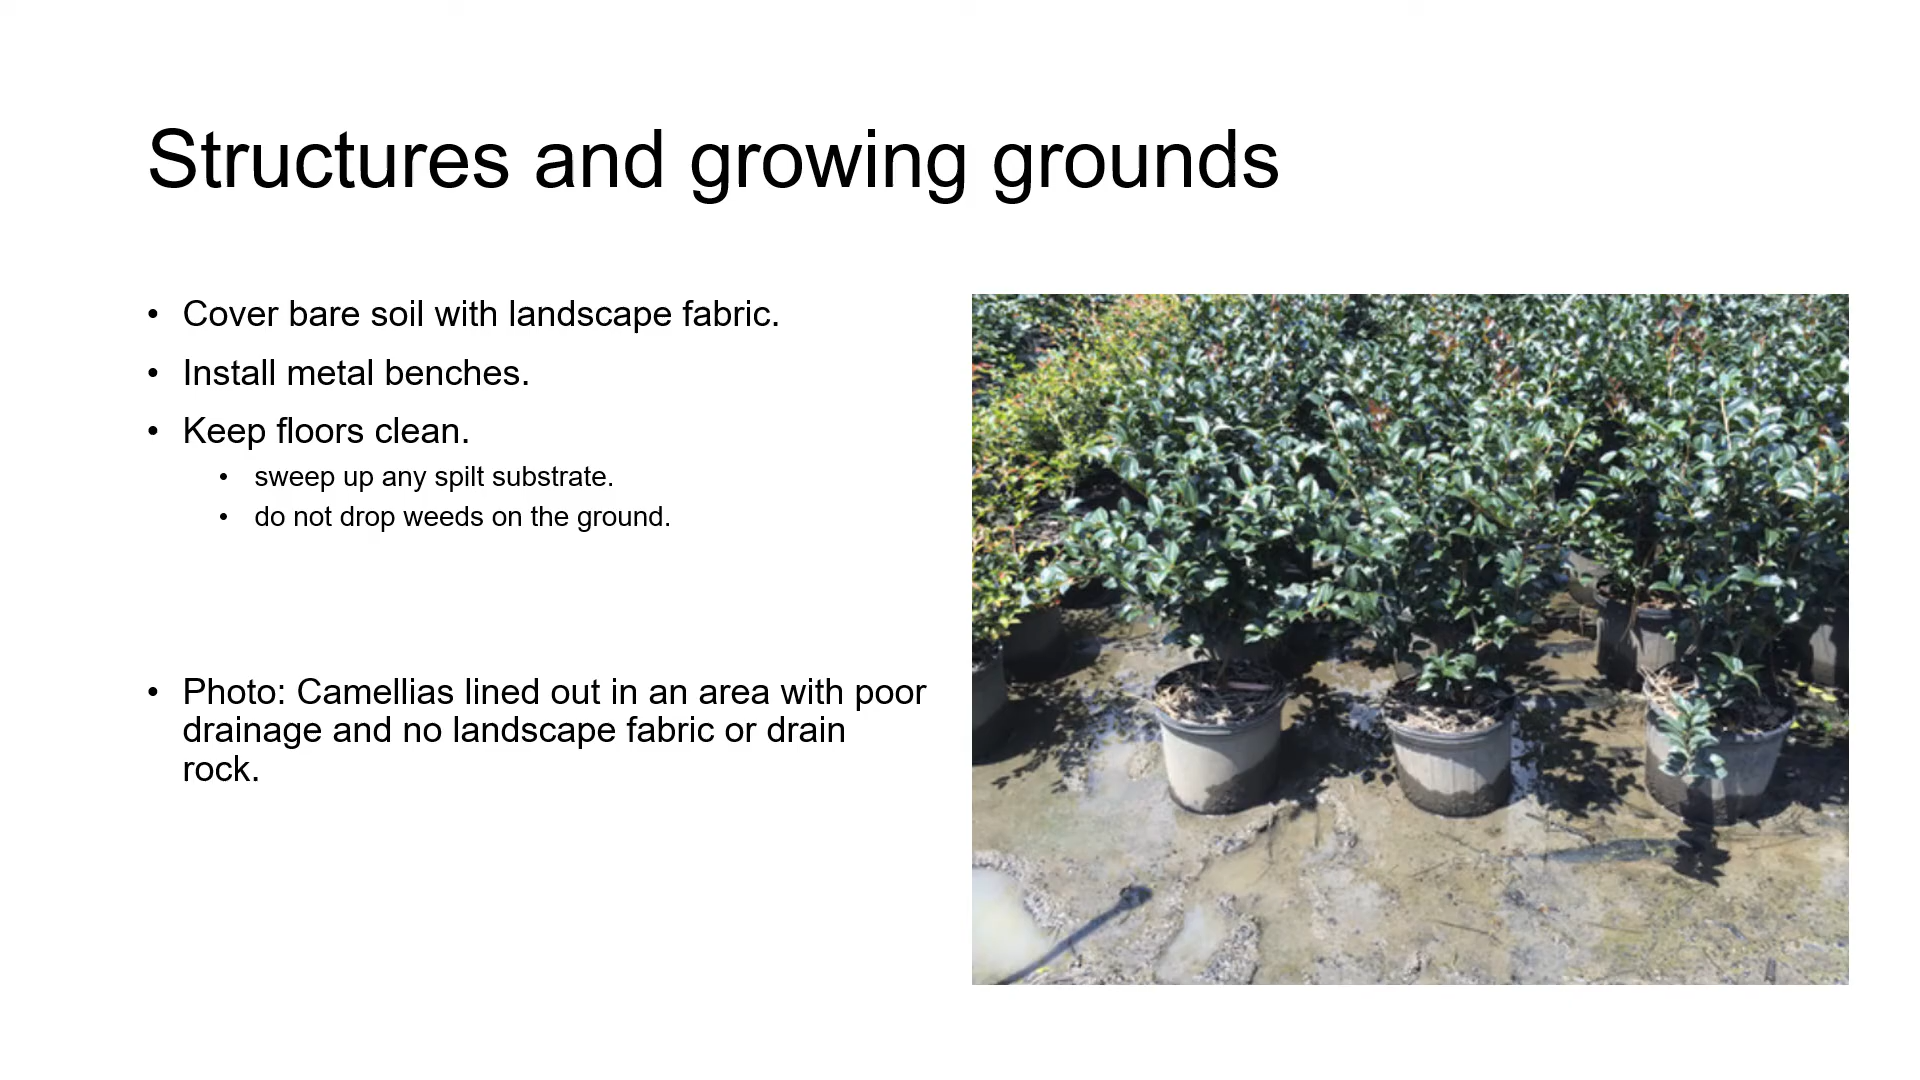 Structures and growing grounds
• Cover bare soil with landscape fabric.
• Install metal benches.
• Keep floors clean.
• sweep up any spilt substrate.
• do not drop weeds on the ground.
• Photo: Camellias lined out in an area with poor
drainage and no landscape fabric or drain
rock.